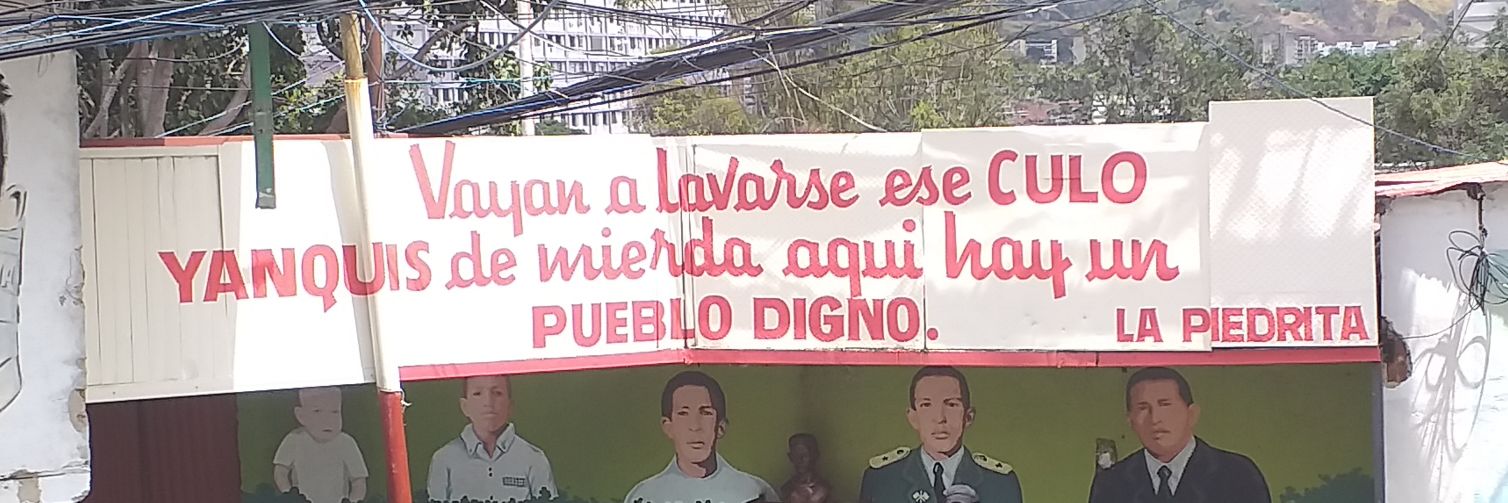 Vayan a lavarse ese CULO
YANQUIS de mierda aqui hay un
PUEBLO DIGNO.
LA PIEDRITA